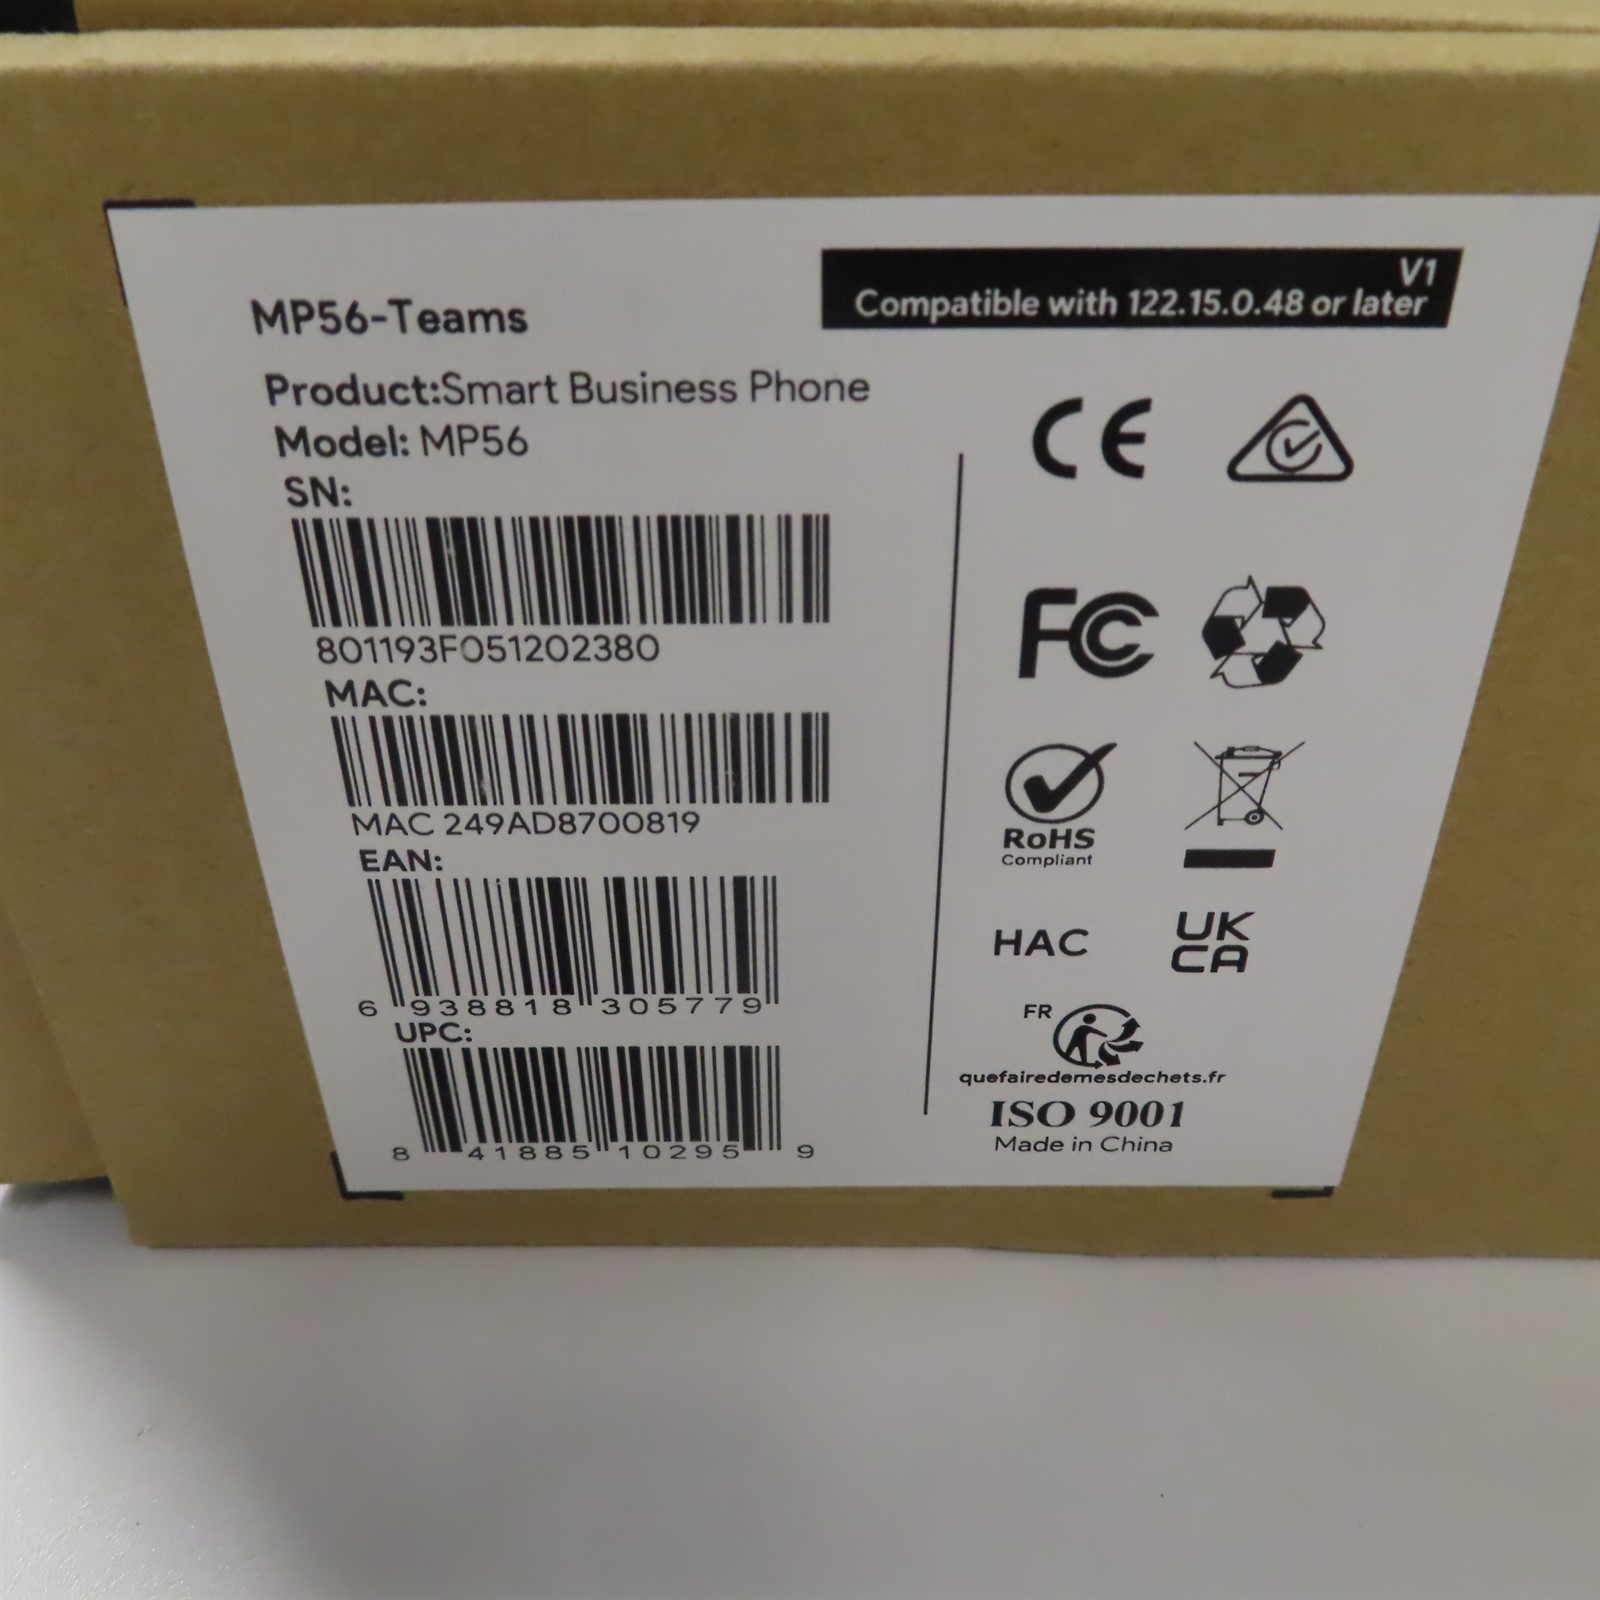 MP56-Teams
V1
Compatible with 122.15.0.48 or later
Product:Smart Business Phone
Model: MP56
SN:
801193F051202380
MAC:
MAC 249AD8700819
EAN:
6 938818 305779
UPC:
8 41885 10295 9
CE
FC
RoHS
Compliant
HAC
UK
CA
FR
quefairedemesdechets.fr
ISO 9001
Made in China